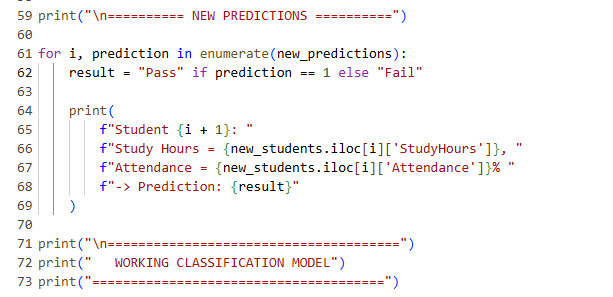 59 print("\n========== NEW PREDICTIONS ==========")
60
61 for i, prediction in enumerate(new_predictions):
62     result = "Pass" if prediction == 1 else "Fail"
63
64     print(
65         f"Student {i + 1}: "
66         f"Study Hours = {new_students.iloc[i]['StudyHours']}, "
67         f"Attendance = {new_students.iloc[i]['Attendance']}% "
68         f"-> Prediction: {result}"
69     )
70
71 print("\n======================================")
72 print("   WORKING CLASSIFICATION MODEL")
73 print("======================================")